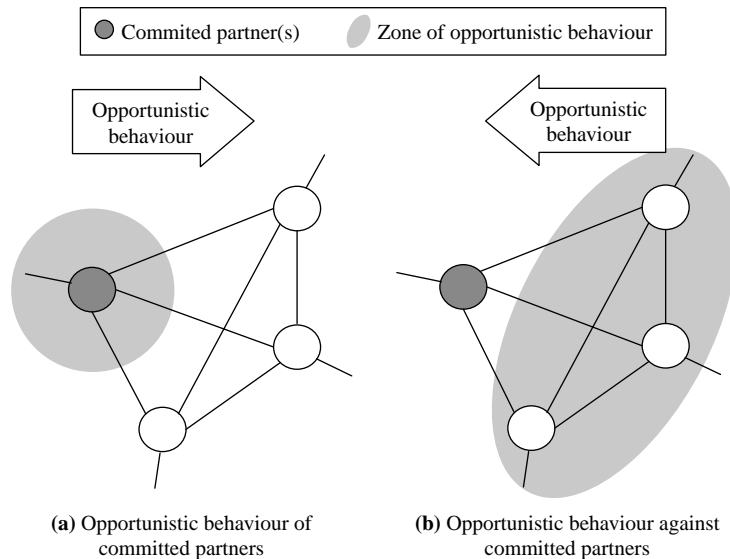 Commited partner(s)
Zone of opportunistic behaviour
Opportunistic
behaviour
Opportunistic
behaviour
(a) Opportunistic behaviour of
committed partners
(b) Opportunistic behaviour against
committed partners